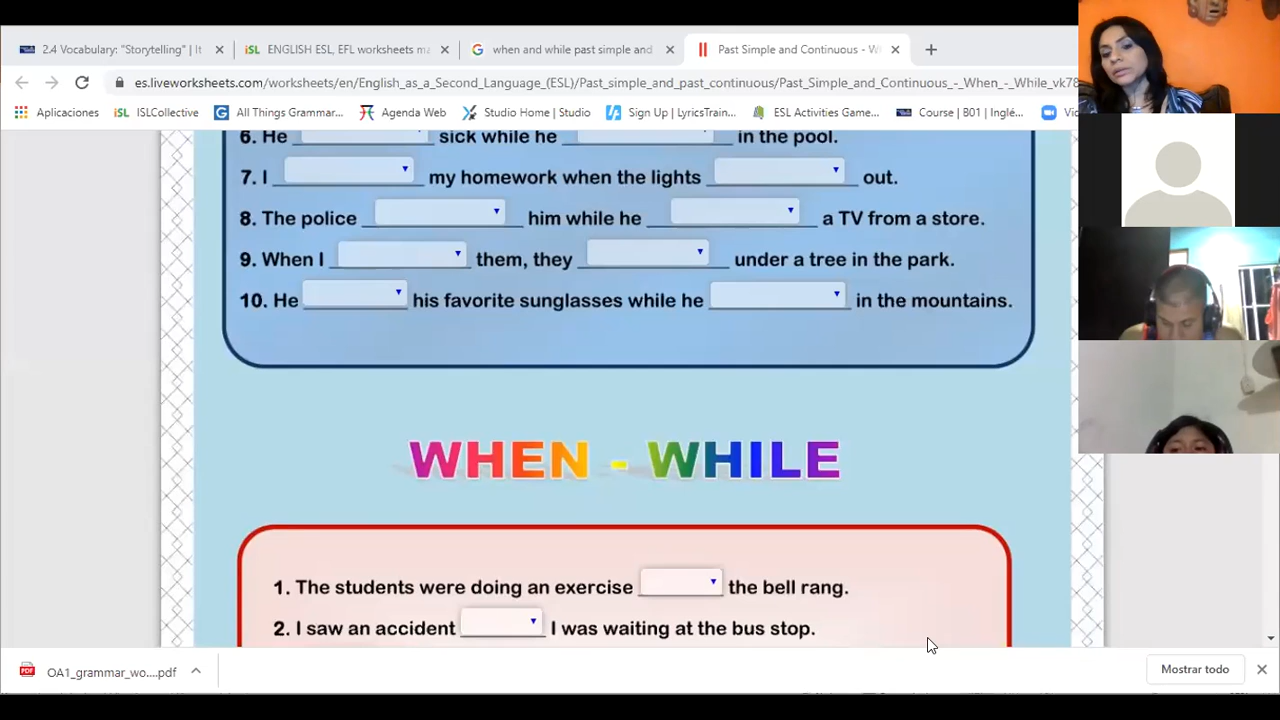 2.4 Vocabulary: "Storytelling" | It
ENGLISH ESL, EFL worksheets ma
when and while past simple and
Past Simple and Continuous - W
es.liveworksheets.com/worksheets/en/English_as_a_Second_Language_(ESL)/Past_simple_and_past_continuous/Past_Simple_and_Continuous_-_When_-_While_vk78
Aplicaciones
ISLCollective
All Things Grammar...
Agenda Web
Studio Home | Studio
Sign Up | LyricsTrain...
ESL Activities Game...
Course | 801 | Inglé...
6. He sick while he in the pool.
7. I my homework when the lights out.
8. The police him while he a TV from a store.
9. When I them, they under a tree in the park.
10. He his favorite sunglasses while he in the mountains.
WHEN - WHILE
1. The students were doing an exercise the bell rang.
2. I saw an accident I was waiting at the bus stop.
OA1_grammar_wo....pdf
Mostrar todo